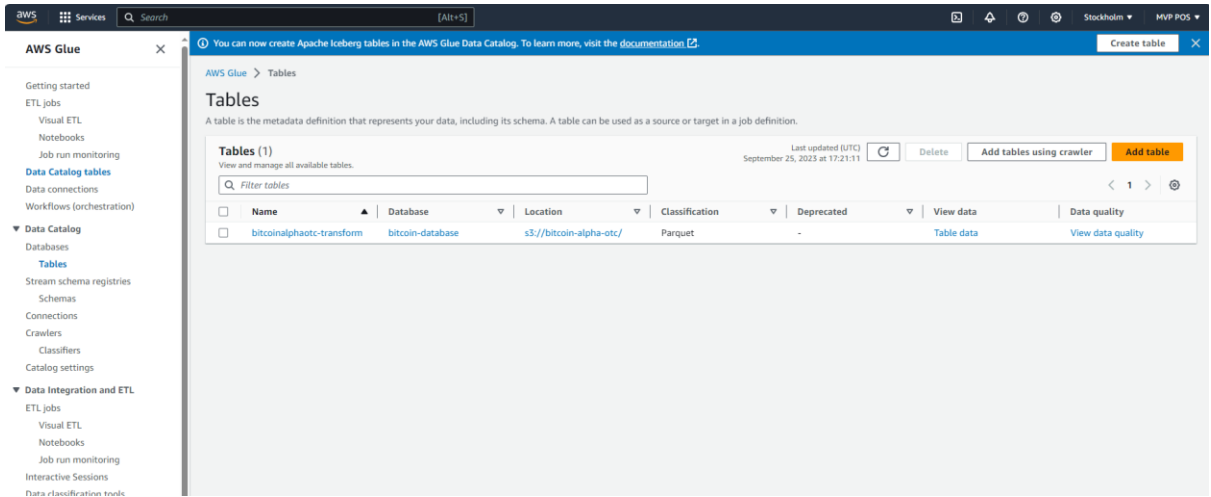 aws
Services
Search
[Alt+S]
Stockholm ▼
MVP POS ▼
AWS Glue
Getting started
ETL jobs
Visual ETL
Notebooks
Job run monitoring
Data Catalog tables
Data connections
Workflows (orchestration)
▼ Data Catalog
Databases
Tables
Stream schema registries
Schemas
Connections
Crawlers
Classifiers
Catalog settings
▼ Data Integration and ETL
ETL jobs
Visual ETL
Notebooks
Job run monitoring
Interactive Sessions
Data classification tools
You can now create Apache Iceberg tables in the AWS Glue Data Catalog. To learn more, visit the documentation.
Create table
AWS Glue > Tables
Tables
A table is the metadata definition that represents your data, including its schema. A table can be used as a source or target in a job definition.
Tables (1)
View and manage all available tables.
Last updated (UTC)
September 25, 2023 at 17:21:11
Delete
Add tables using crawler
Add table
Filter tables
< 1 >
Name Database Location Classification Deprecated View data Data quality
bitcoinalphaotc-transform bitcoin-database s3://bitcoin-alpha-otc/ Parquet - Table data View data quality